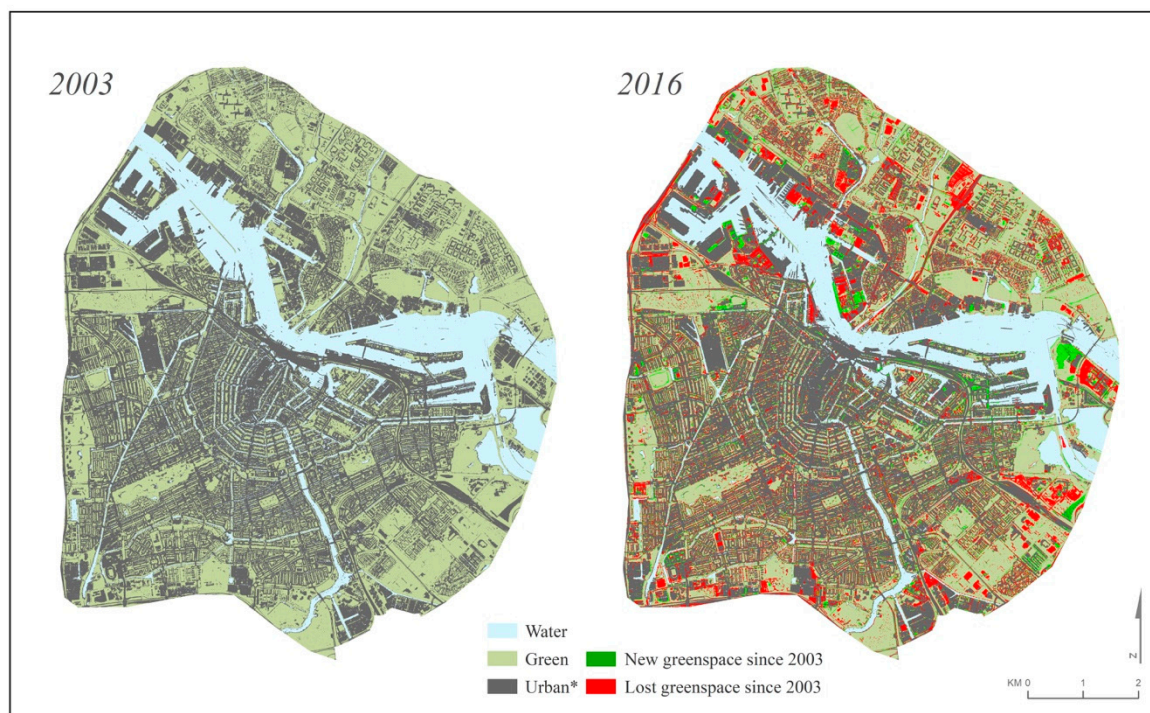 2003
2016
Water
Green
Urban*
New greenspace since 2003
Lost greenspace since 2003
Z
KM 0 1 2